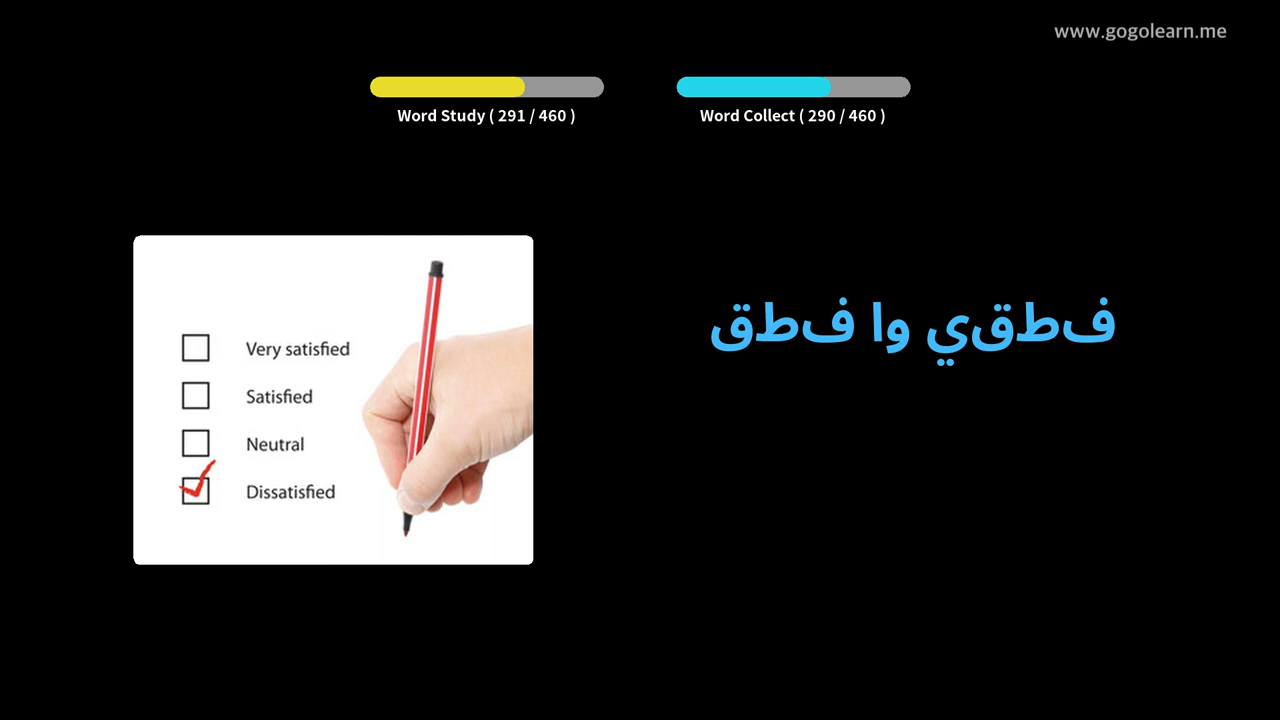 www.gogolearn.me
Word Study ( 291 / 460 )
Word Collect ( 290 / 460 )
فطقي وا فطق
Very satisfied
Satisfied
Neutral
Dissatisfied